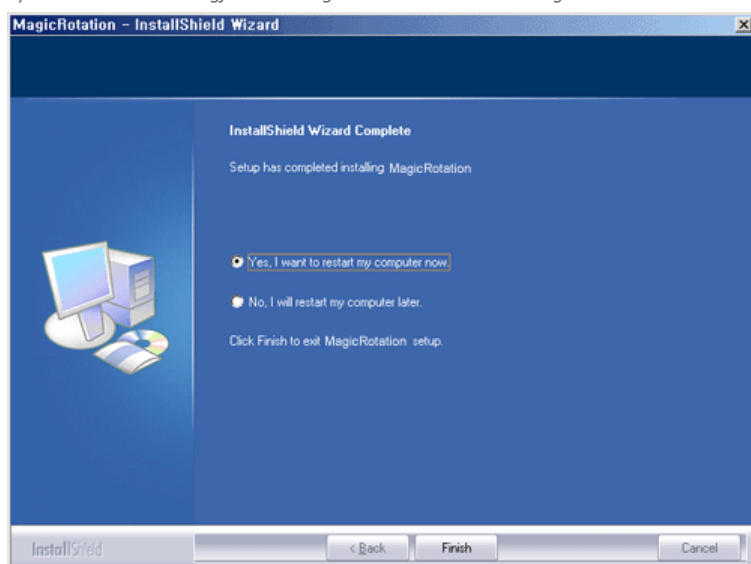 MagicRotation - InstallShield Wizard
InstallShield Wizard Complete
Setup has completed installing MagicRotation
Yes, I want to restart my computer now.
No, I will restart my computer later.
Click Finish to exit MagicRotation setup.
InstallShield
< Back
Finish
Cancel